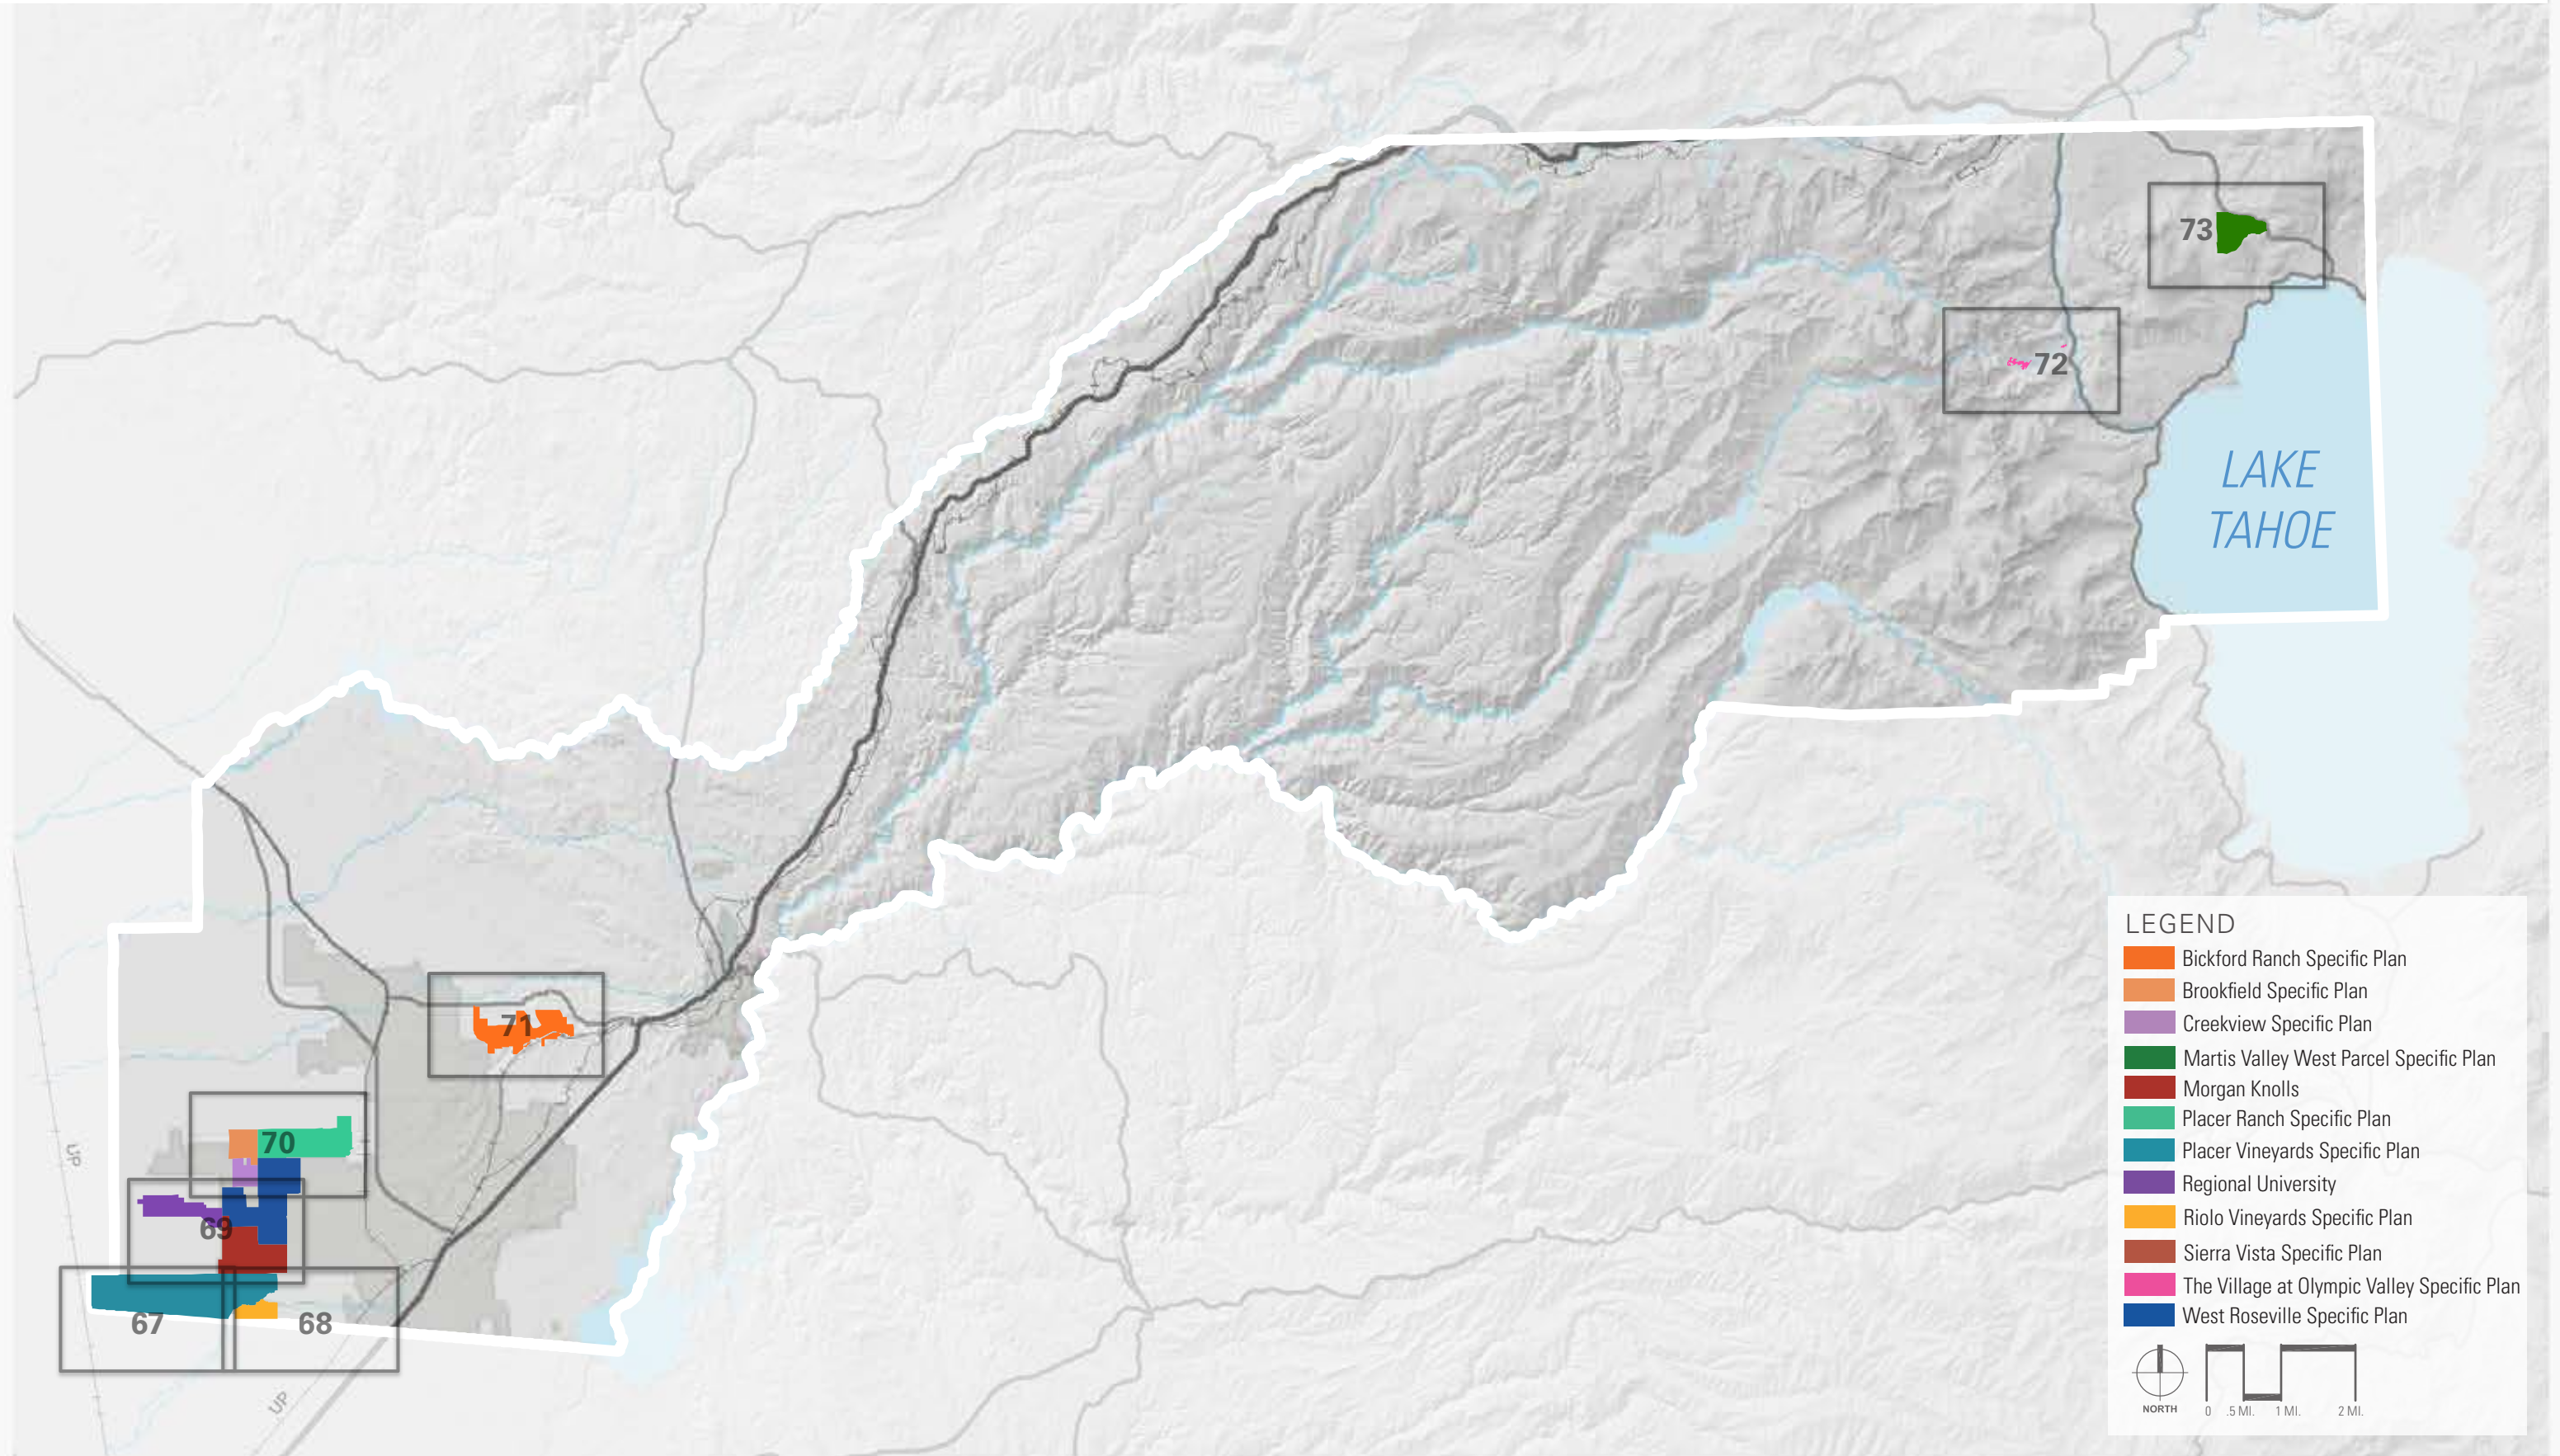 73
72
LAKE
TAHOE
71
70
69
67
68
UP
UP
LEGEND
Bickford Ranch Specific Plan
Brookfield Specific Plan
Creekview Specific Plan
Martis Valley West Parcel Specific Plan
Morgan Knolls
Placer Ranch Specific Plan
Placer Vineyards Specific Plan
Regional University
Riolo Vineyards Specific Plan
Sierra Vista Specific Plan
The Village at Olympic Valley Specific Plan
West Roseville Specific Plan
NORTH
0 .5 MI. 1 MI. 2 MI.